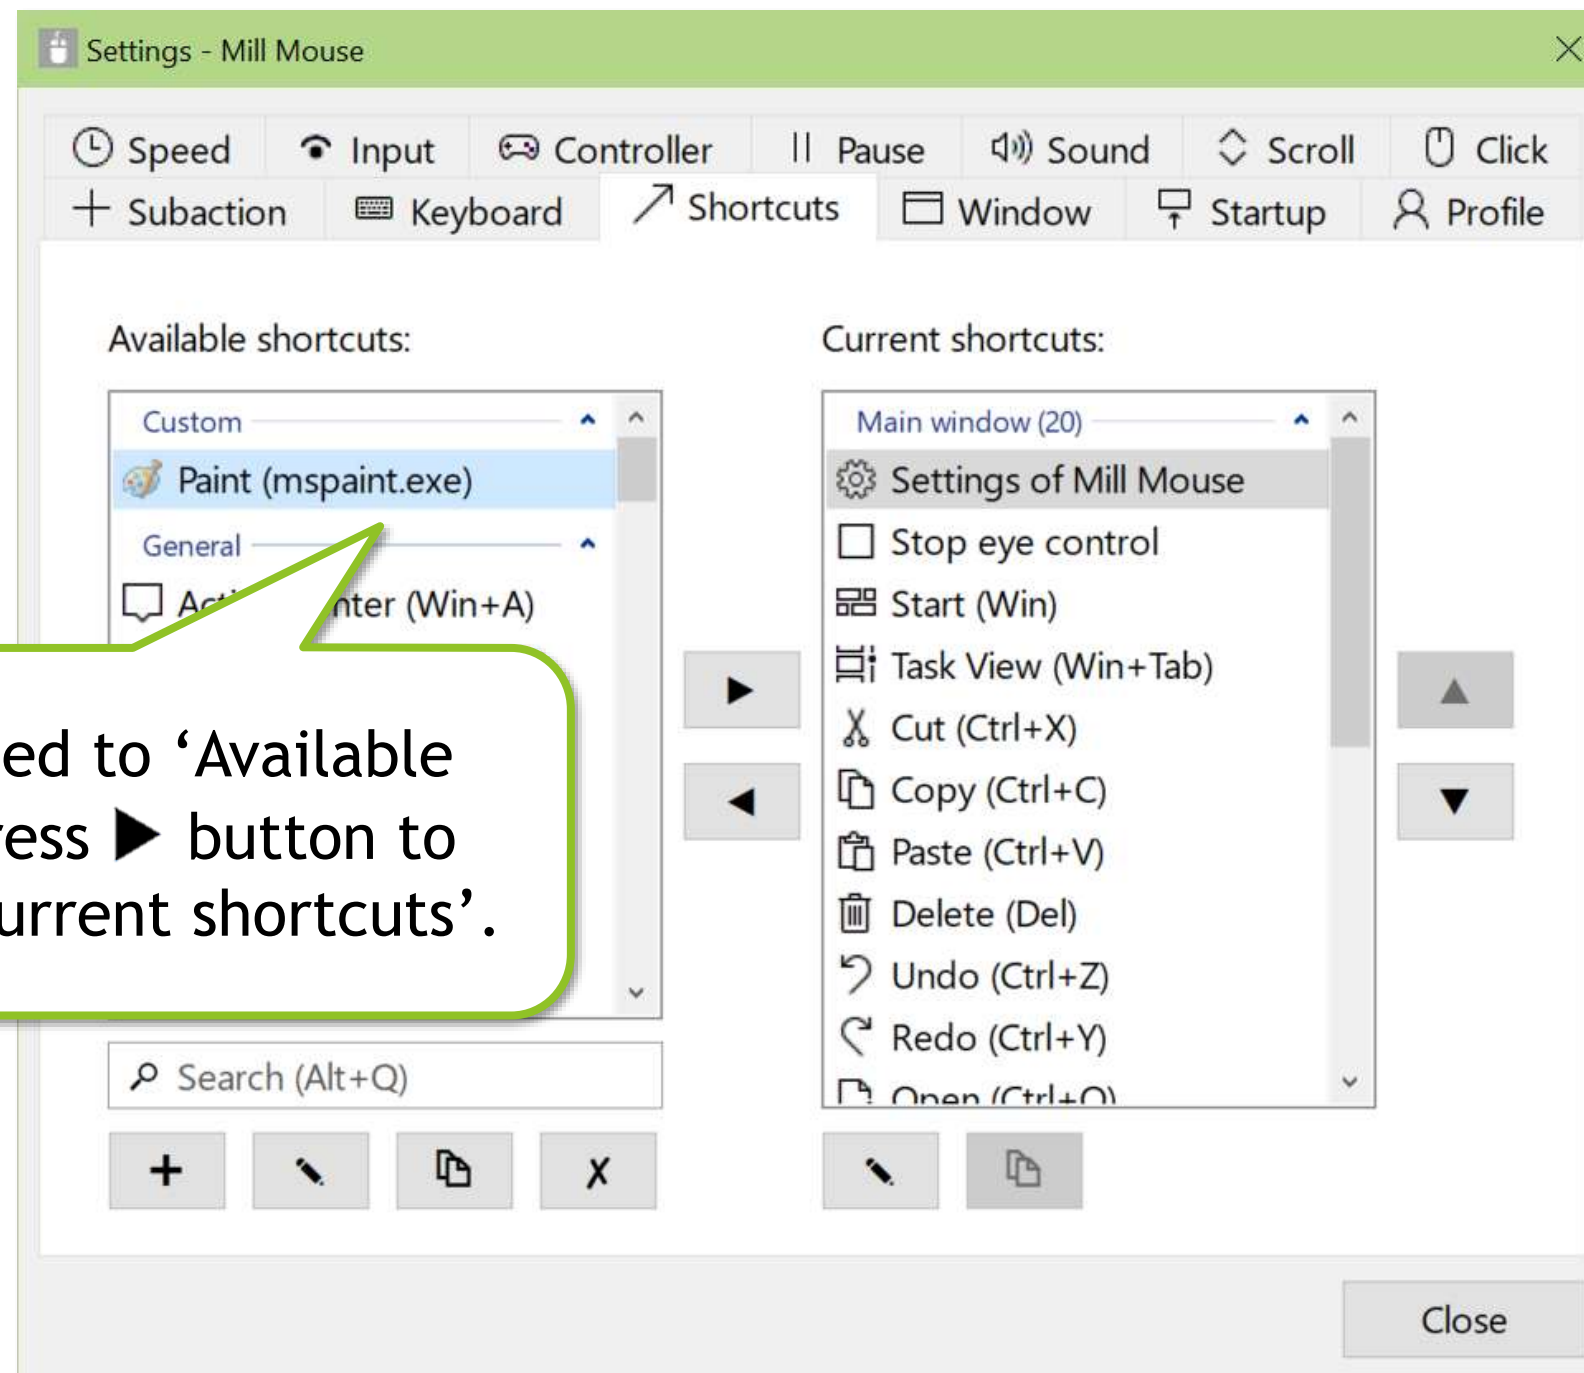 Settings - Mill Mouse
Speed Input Controller Pause Sound Scroll Click
Subaction Keyboard Shortcuts Window Startup Profile
Available shortcuts:
Custom
Paint (mspaint.exe)
General
(Win+A)
ed to ‘Available
ress ▶ button to
urrent shortcuts’.
Search (Alt+Q)
Current shortcuts:
Main window (20)
Settings of Mill Mouse
Stop eye control
Start (Win)
Task View (Win+Tab)
Cut (Ctrl+X)
Copy (Ctrl+C)
Paste (Ctrl+V)
Delete (Del)
Undo (Ctrl+Z)
Redo (Ctrl+Y)
Open (Ctrl+O)
Close